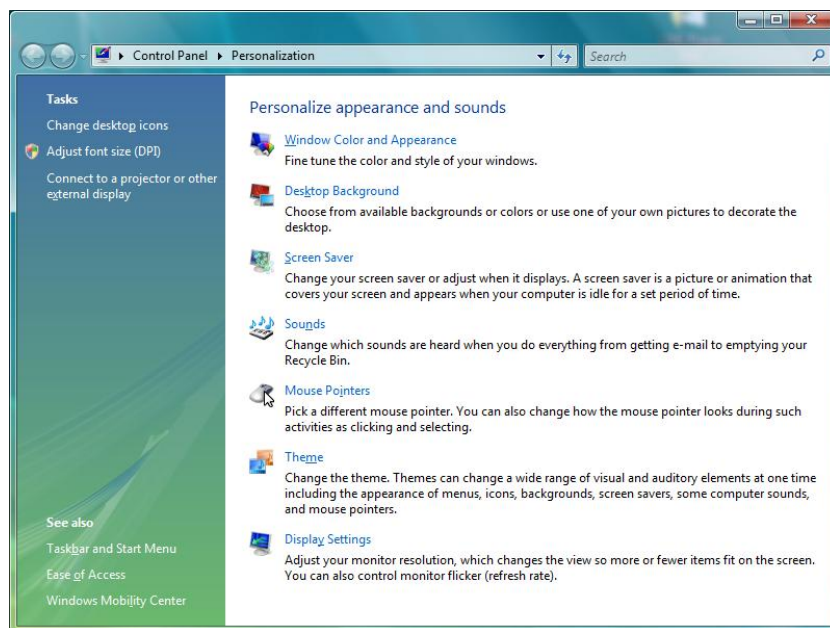 Control Panel
Personalization
Search
Tasks
Change desktop icons
Adjust font size (DPI)
Connect to a projector or other
external display
See also
Taskbar and Start Menu
Ease of Access
Windows Mobility Center
Personalize appearance and sounds
Window Color and Appearance
Fine tune the color and style of your windows.
Desktop Background
Choose from available backgrounds or colors or use one of your own pictures to decorate the
desktop.
Screen Saver
Change your screen saver or adjust when it displays. A screen saver is a picture or animation that
covers your screen and appears when your computer is idle for a set period of time.
Sounds
Change which sounds are heard when you do everything from getting e-mail to emptying your
Recycle Bin.
Mouse Pointers
Pick a different mouse pointer. You can also change how the mouse pointer looks during such
activities as clicking and selecting.
Theme
Change the theme. Themes can change a wide range of visual and auditory elements at one time
including the appearance of menus, icons, backgrounds, screen savers, some computer sounds,
and mouse pointers.
Display Settings
Adjust your monitor resolution, which changes the view so more or fewer items fit on the screen.
You can also control monitor flicker (refresh rate).